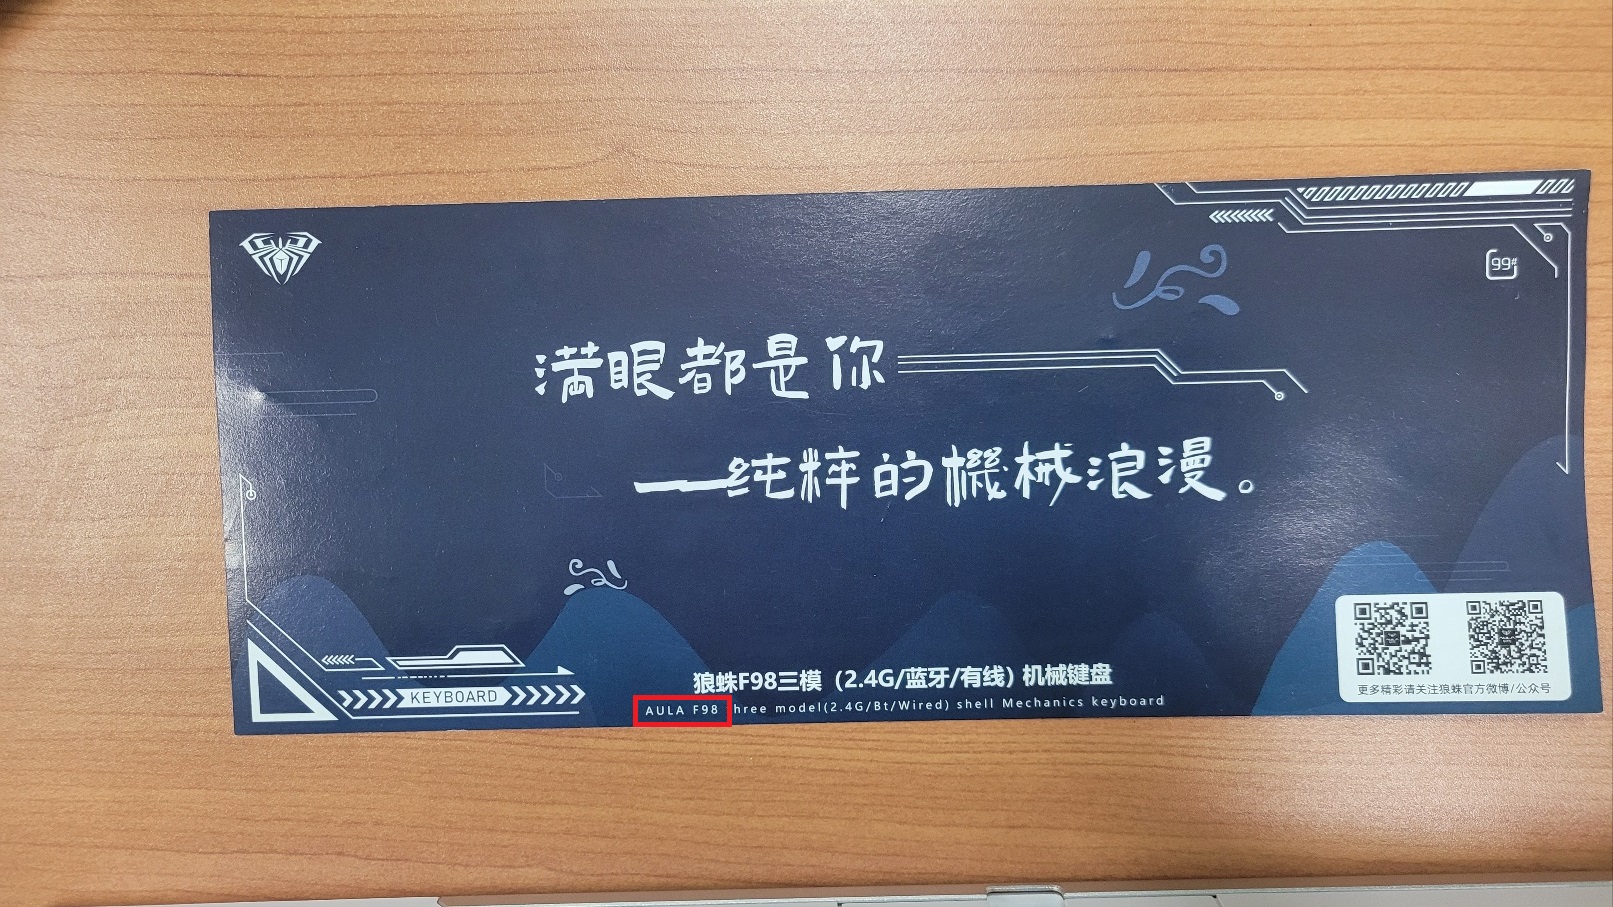 99#
满眼都是你
——纯粹的機械浪漫。
狼蛛F98三模（2.4G/蓝牙/有线）机械键盘
AULA F98 hree model(2.4G/Bt/Wired) shell Mechanics keyboard
KEYBOARD
更多精彩请关注狼蛛官方微博/公众号